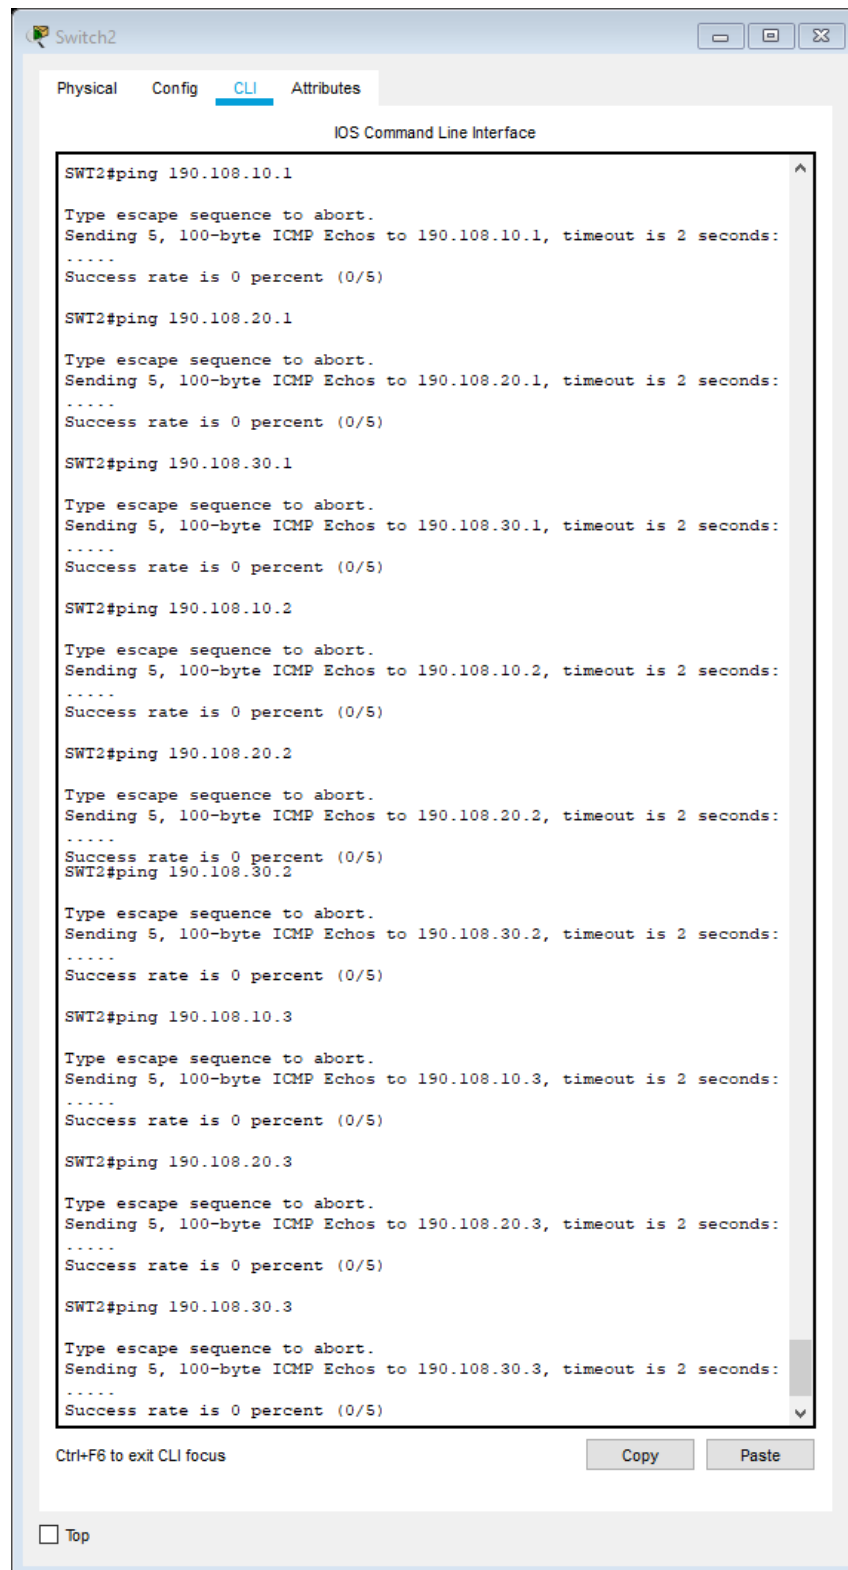 Switch2
Physical Config CLI Attributes
IOS Command Line Interface
SWT2#ping 190.108.10.1
Type escape sequence to abort.
Sending 5, 100-byte ICMP Echos to 190.108.10.1, timeout is 2 seconds:
.....
Success rate is 0 percent (0/5)
SWT2#ping 190.108.20.1
Type escape sequence to abort.
Sending 5, 100-byte ICMP Echos to 190.108.20.1, timeout is 2 seconds:
.....
Success rate is 0 percent (0/5)
SWT2#ping 190.108.30.1
Type escape sequence to abort.
Sending 5, 100-byte ICMP Echos to 190.108.30.1, timeout is 2 seconds:
.....
Success rate is 0 percent (0/5)
SWT2#ping 190.108.10.2
Type escape sequence to abort.
Sending 5, 100-byte ICMP Echos to 190.108.10.2, timeout is 2 seconds:
.....
Success rate is 0 percent (0/5)
SWT2#ping 190.108.20.2
Type escape sequence to abort.
Sending 5, 100-byte ICMP Echos to 190.108.20.2, timeout is 2 seconds:
.....
Success rate is 0 percent (0/5)
SWT2#ping 190.108.30.2
Type escape sequence to abort.
Sending 5, 100-byte ICMP Echos to 190.108.30.2, timeout is 2 seconds:
.....
Success rate is 0 percent (0/5)
SWT2#ping 190.108.10.3
Type escape sequence to abort.
Sending 5, 100-byte ICMP Echos to 190.108.10.3, timeout is 2 seconds:
.....
Success rate is 0 percent (0/5)
SWT2#ping 190.108.20.3
Type escape sequence to abort.
Sending 5, 100-byte ICMP Echos to 190.108.20.3, timeout is 2 seconds:
.....
Success rate is 0 percent (0/5)
SWT2#ping 190.108.30.3
Type escape sequence to abort.
Sending 5, 100-byte ICMP Echos to 190.108.30.3, timeout is 2 seconds:
.....
Success rate is 0 percent (0/5)
Ctrl+F6 to exit CLI focus Copy Paste
Top